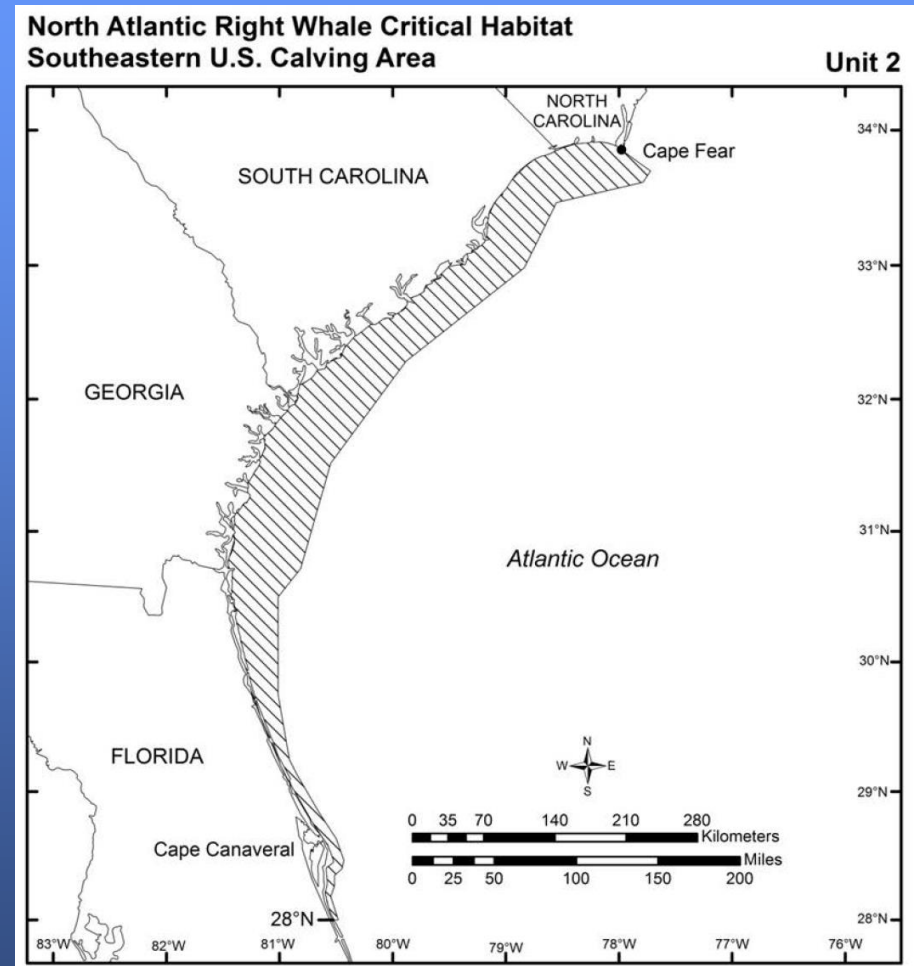 North Atlantic Right Whale Critical Habitat
Southeastern U.S. Calving Area
Unit 2
NORTH
CAROLINA
34°N
Cape Fear
SOUTH CAROLINA
33°N
GEORGIA
32°N
31°N
Atlantic Ocean
30°N
FLORIDA
N
W E
S
29°N
0 35 70 140 210 280
Kilometers
Cape Canaveral
Miles
0 25 50 100 150 200
28°N
28°N
83°W 82°W 81°W 80°W 79°W 78°W 77°W 76°W